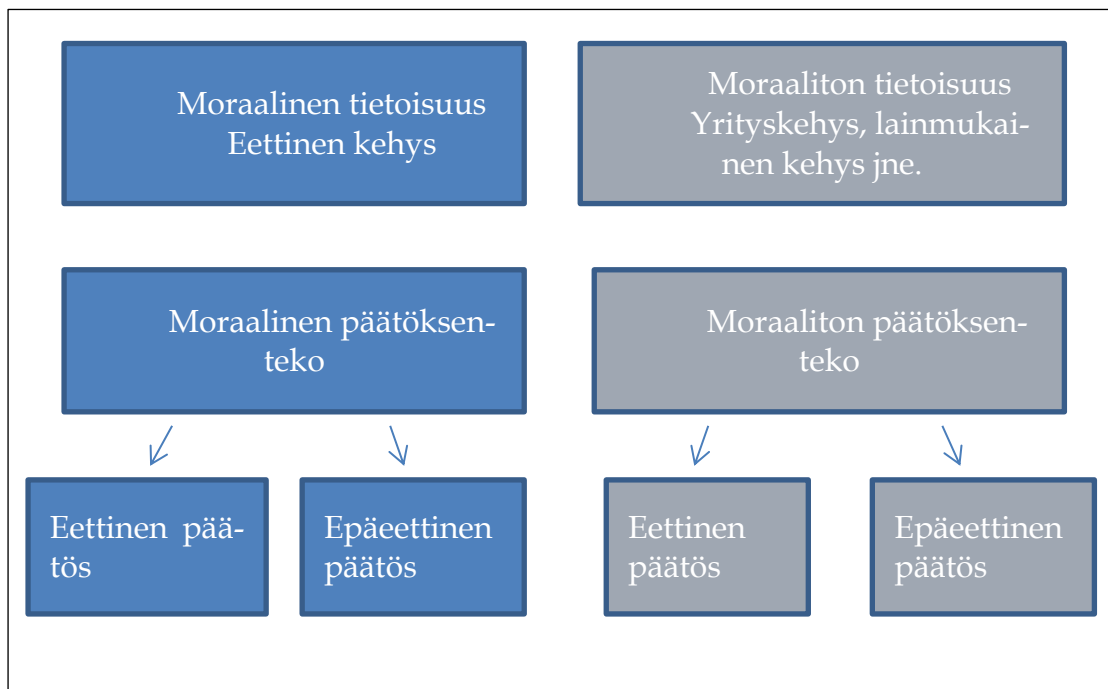 Moraalinen tietoisuus
Eettinen kehys
Moraaliton tietoisuus
Yrityskehys, lainmukai-
nen kehys jne.
Moraalinen päätöksen-
teko
Moraaliton päätöksen-
teko
Eettinen pää-
tös
Epäeettinen
päätös
Eettinen
päätös
Epäeettinen
päätös